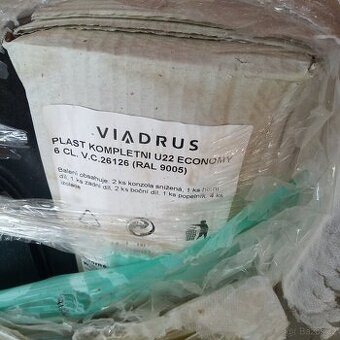 VIADRUS
PLAST KOMPLETNI U22 ECONOMY
6 CL. V.C.26126 (RAL 9005)
Balení obsahuje: 2 ks konzola snížená, 1 ks horní
díl, 1 ks zadní díl, 2 ks boční díl, 1 ks popelník, 4 ks
izolace